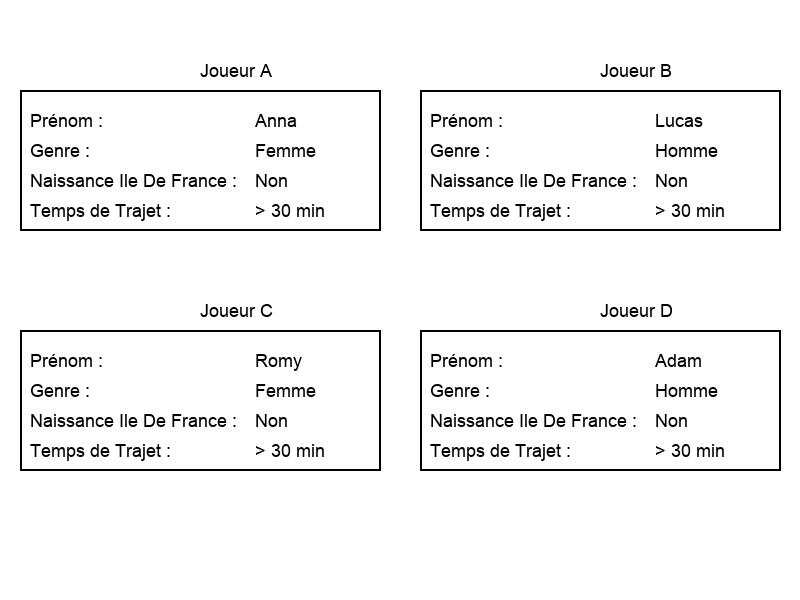 Joueur A
Prénom : Anna
Genre : Femme
Naissance Ile De France : Non
Temps de Trajet : > 30 min
Joueur B
Prénom : Lucas
Genre : Homme
Naissance Ile De France : Non
Temps de Trajet : > 30 min
Joueur C
Prénom : Romy
Genre : Femme
Naissance Ile De France : Non
Temps de Trajet : > 30 min
Joueur D
Prénom : Adam
Genre : Homme
Naissance Ile De France : Non
Temps de Trajet : > 30 min